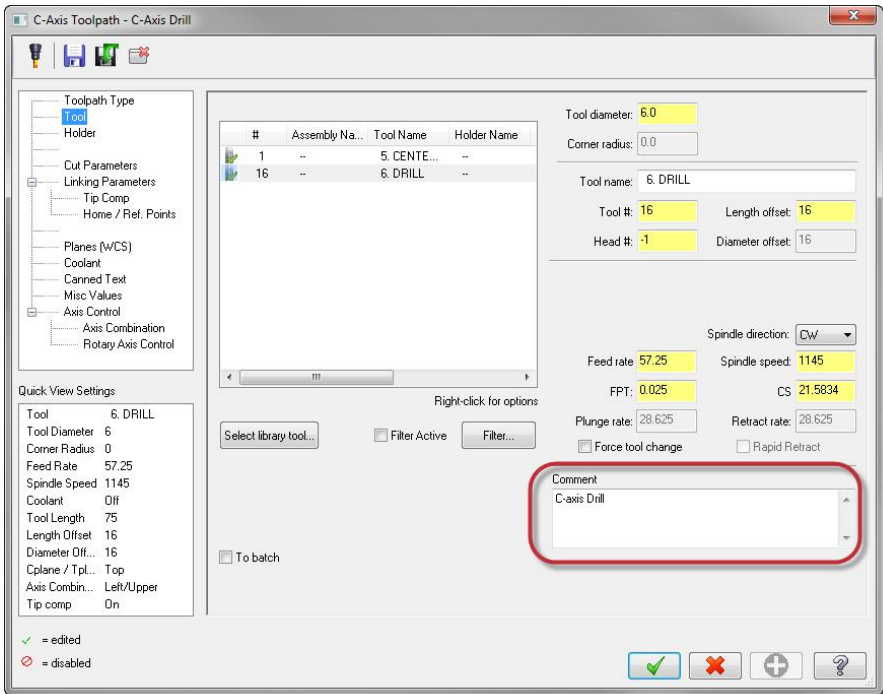 C-Axis Toolpath - C-Axis Drill
Toolpath Type
Tool
Holder
Cut Parameters
Linking Parameters
Tip Comp
Home / Ref. Points
Planes (WCS)
Coolant
Canned Text
Misc Values
Axis Control
Axis Combination
Rotary Axis Control
Quick View Settings
Tool 6. DRILL
Tool Diameter 6
Corner Radius 0
Feed Rate 57.25
Spindle Speed 1145
Coolant Off
Tool Length 75
Length Offset 16
Diameter Off... 16
Cplane / Tpl... Top
Axis Combin... Left/Upper
Tip comp On
= edited
= disabled
# Assembly Na... Tool Name Holder Name
1 -- 5. CENTE... --
16 -- 6. DRILL --
Right-click for options
Select library tool... Filter Active Filter...
To batch
Tool diameter: 6.0
Corner radius: 0.0
Tool name: 6. DRILL
Tool #: 16 Length offset: 16
Head #: -1 Diameter offset: 16
Spindle direction: CW
Feed rate 57.25 Spindle speed: 1145
FPT: 0.025 CS 21.5834
Plunge rate: 28.625 Retract rate: 28.625
Force tool change Rapid Retract
Comment
C-axis Drill